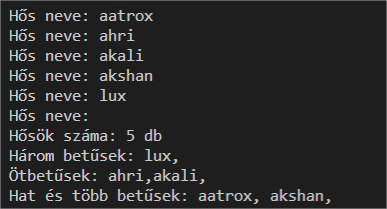 Hős neve: aatrox
Hős neve: ahri
Hős neve: akali
Hős neve: akshan
Hős neve: lux
Hős neve:
Hősök száma: 5 db
Három betűsek: lux,
Ötbetűsek: ahri,akali,
Hat és több betűsek: aatrox, akshan,